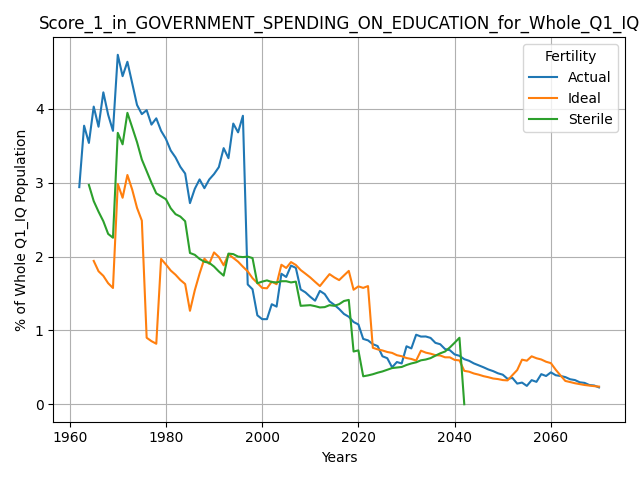 Score_1_in_GOVERNMENT_SPENDING_ON_EDUCATION_for_Whole_Q1_IQ
Fertility
Actual
Ideal
Sterile
% of Whole Q1_IQ Population
4
3
2
1
0
1960 1980 2000 2020 2040 2060
Years